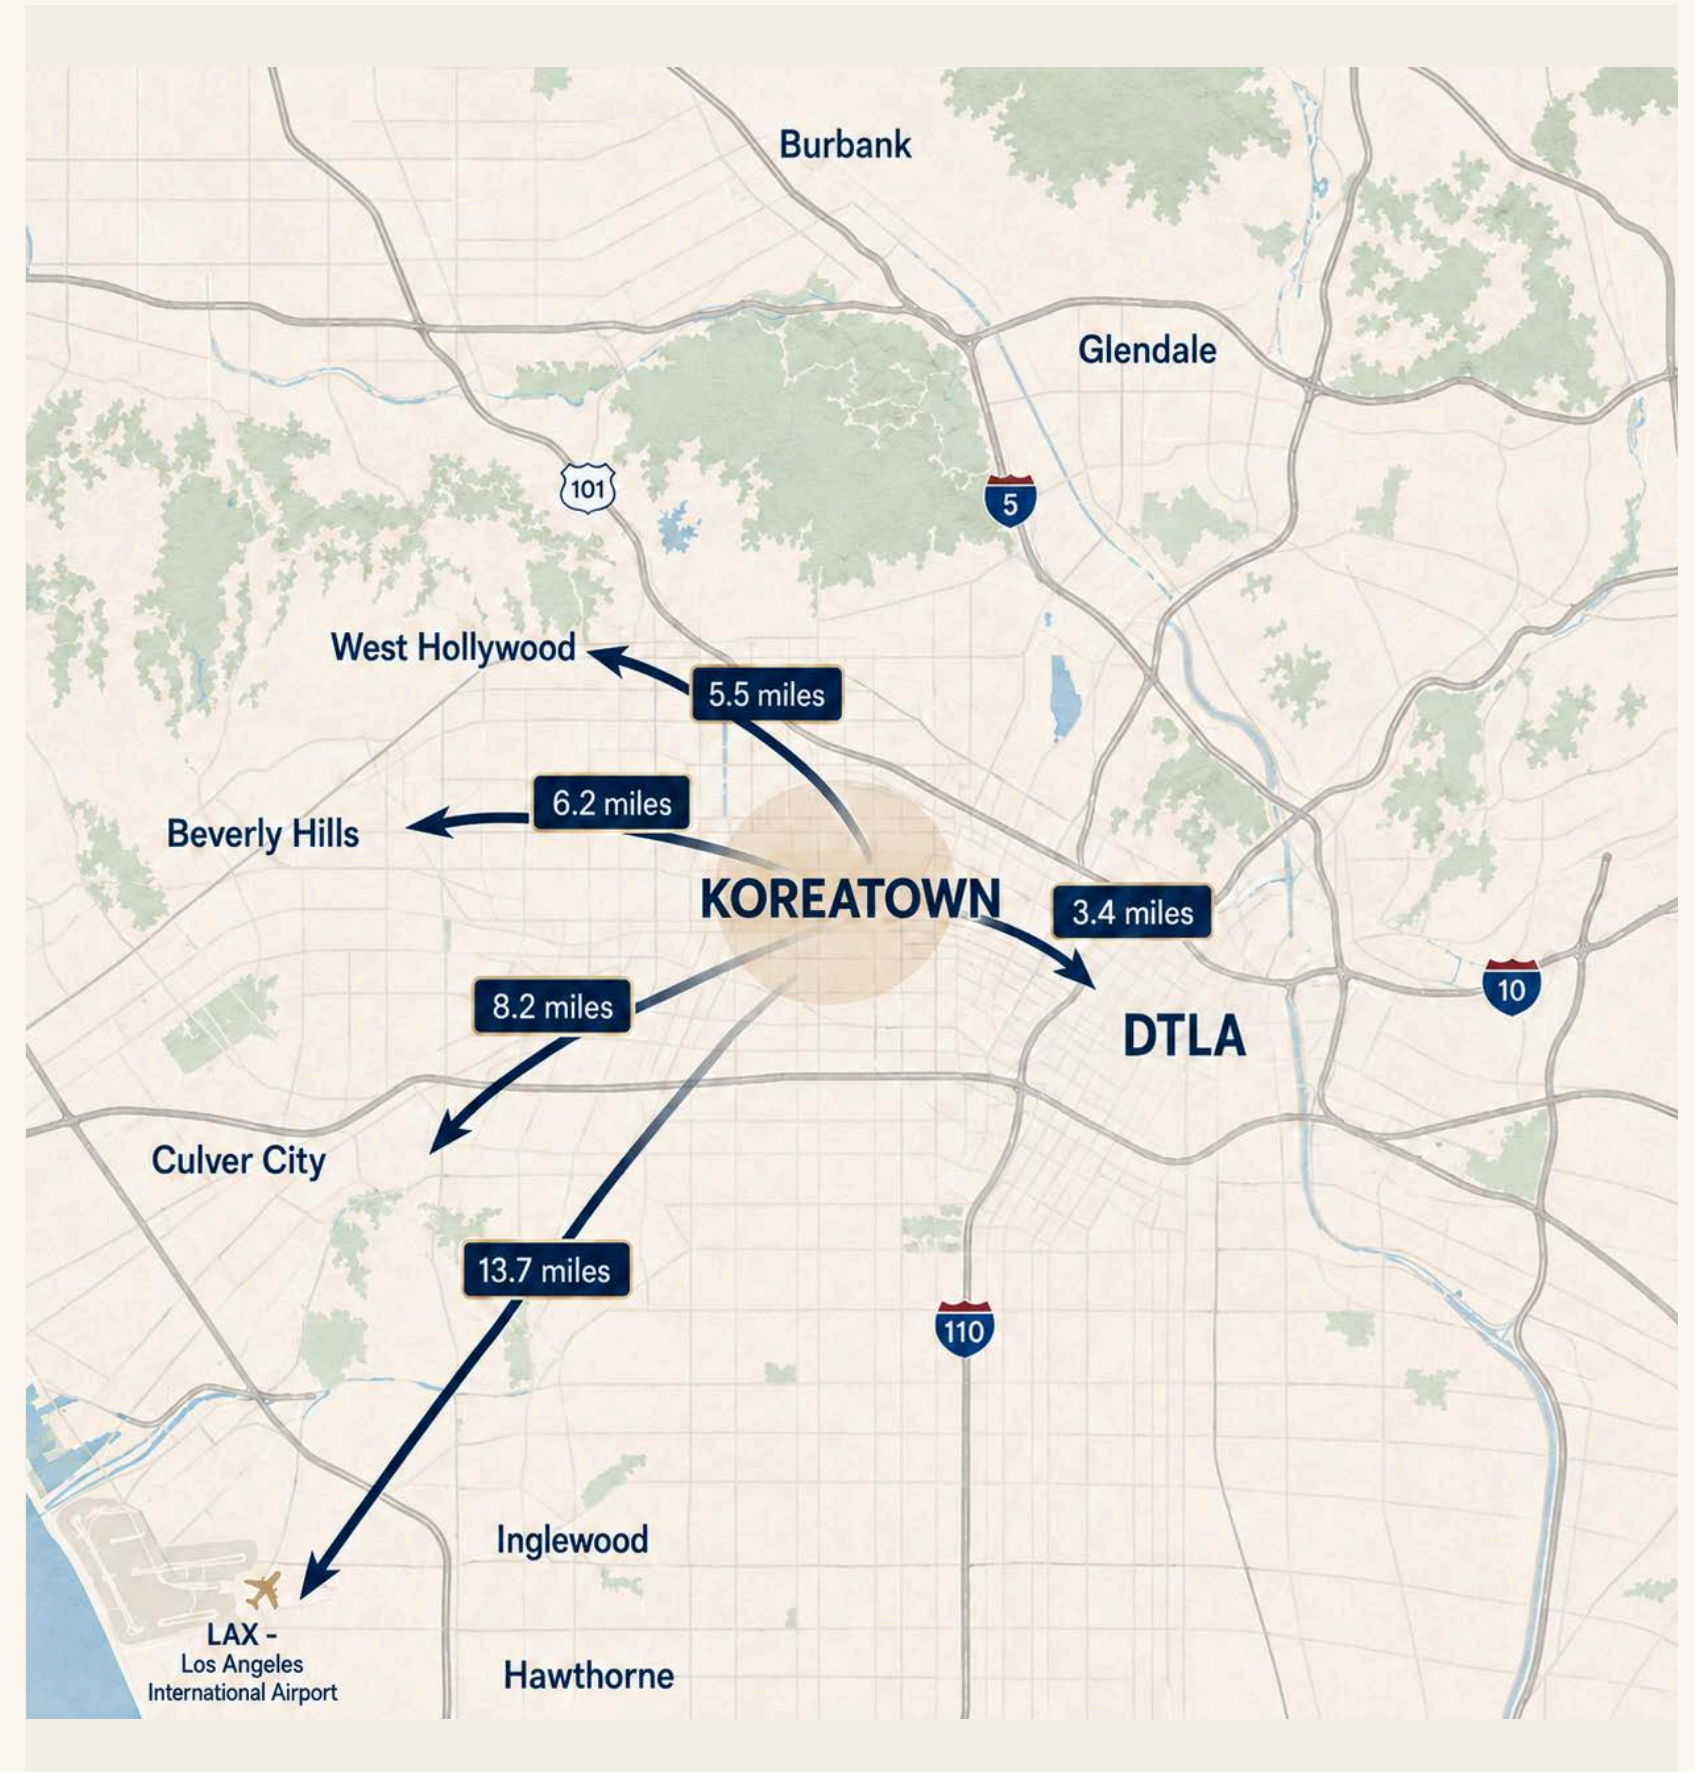 Burbank
Glendale
101
5
West Hollywood
5.5 miles
6.2 miles
Beverly Hills
KOREATOWN
3.4 miles
8.2 miles
10
DTLA
Culver City
13.7 miles
110
Inglewood
LAX -
Los Angeles
International Airport
Hawthorne